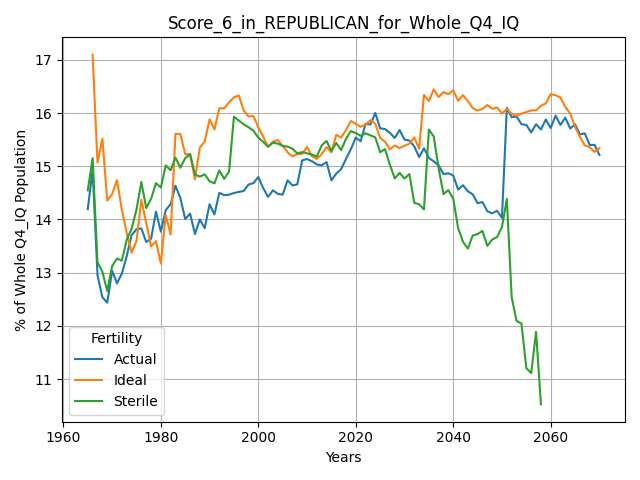 Score_6_in_REPUBLICAN_for_Whole_Q4_IQ
% of Whole Q4_IQ Population
17
16
15
14
13
12
11
Fertility
Actual
Ideal
Sterile
1960 1980 2000 2020 2040 2060
Years